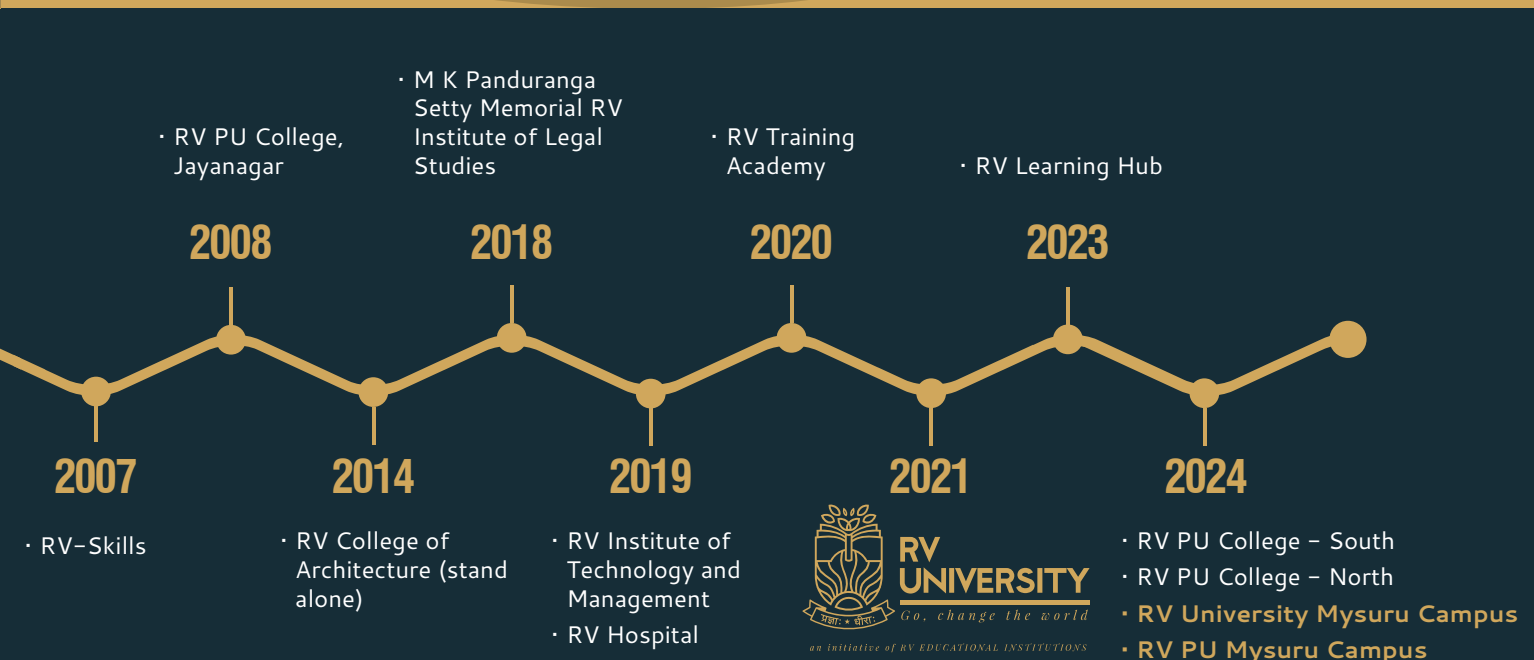 · M K Panduranga
Setty Memorial RV
Institute of Legal
Studies
· RV PU College,
Jayanagar
· RV Training
Academy
· RV Learning Hub
2008
2018
2020
2023
2007
2014
2019
2021
2024
· RV-Skills
· RV College of
Architecture (stand
alone)
· RV Institute of
Technology and
Management
· RV Hospital
RV
UNIVERSITY
Go, change the world
प्रज्ञाः ★ धीराः
an initiative of RV EDUCATIONAL INSTITUTIONS
· RV PU College – South
· RV PU College – North
· RV University Mysuru Campus
· RV PU Mysuru Campus